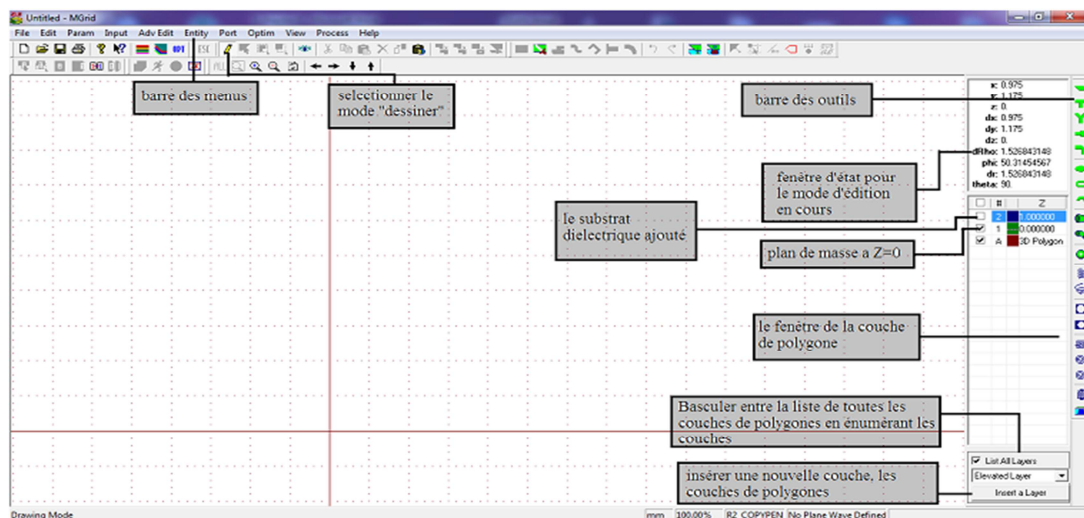 Untitled - MGrid
File Edit Param Input Adv Edit Entity Port Optim View Process Help
barre des menus
selectionner le
mode "dessiner"
barre des outils
x: 0.975
y: 1.175
z: 0.
dx: 0.975
dy: 1.175
dz: 0.
dRho: 1.526843148
phi: 50.31454567
dr: 1.526843148
theta: 90.
fenêtre d'état pour
le mode d'édition
en cours
# Z
2 1.000000
1 0.000000
A 3D Polygon
le substrat
dielectrique ajouté
plan de masse a Z=0
le fenêtre de la couche
de polygone
Basculer entre la liste de toutes les
couches de polygones en énumérant les
couches
List All Layers
Elevated Layer
Insert a Layer
insérer une nouvelle couche, les
couches de polygones
Drawing Mode
mm 100.00% R2 COPYPEN No Plane Wave Defined